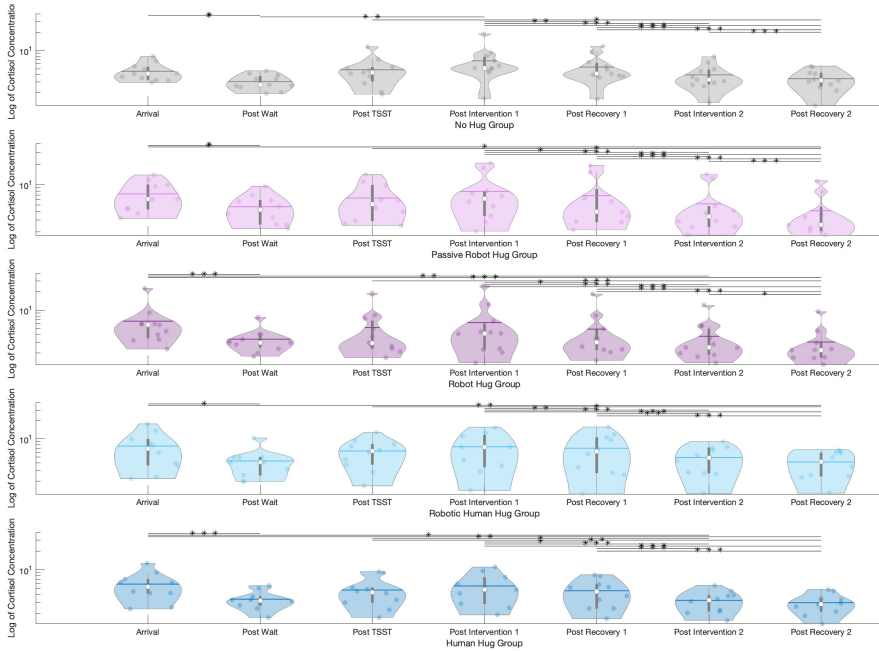 Log of Cortisol Concentration
10¹
Arrival Post Wait Post TSST Post Intervention 1 Post Recovery 1 Post Intervention 2 Post Recovery 2
No Hug Group
Log of Cortisol Concentration
10¹
Arrival Post Wait Post TSST Post Intervention 1 Post Recovery 1 Post Intervention 2 Post Recovery 2
Passive Robot Hug Group
Log of Cortisol Concentration
10¹
Arrival Post Wait Post TSST Post Intervention 1 Post Recovery 1 Post Intervention 2 Post Recovery 2
Robot Hug Group
Log of Cortisol Concentration
10¹
Arrival Post Wait Post TSST Post Intervention 1 Post Recovery 1 Post Intervention 2 Post Recovery 2
Robotic Human Hug Group
Log of Cortisol Concentration
10¹
Arrival Post Wait Post TSST Post Intervention 1 Post Recovery 1 Post Intervention 2 Post Recovery 2
Human Hug Group